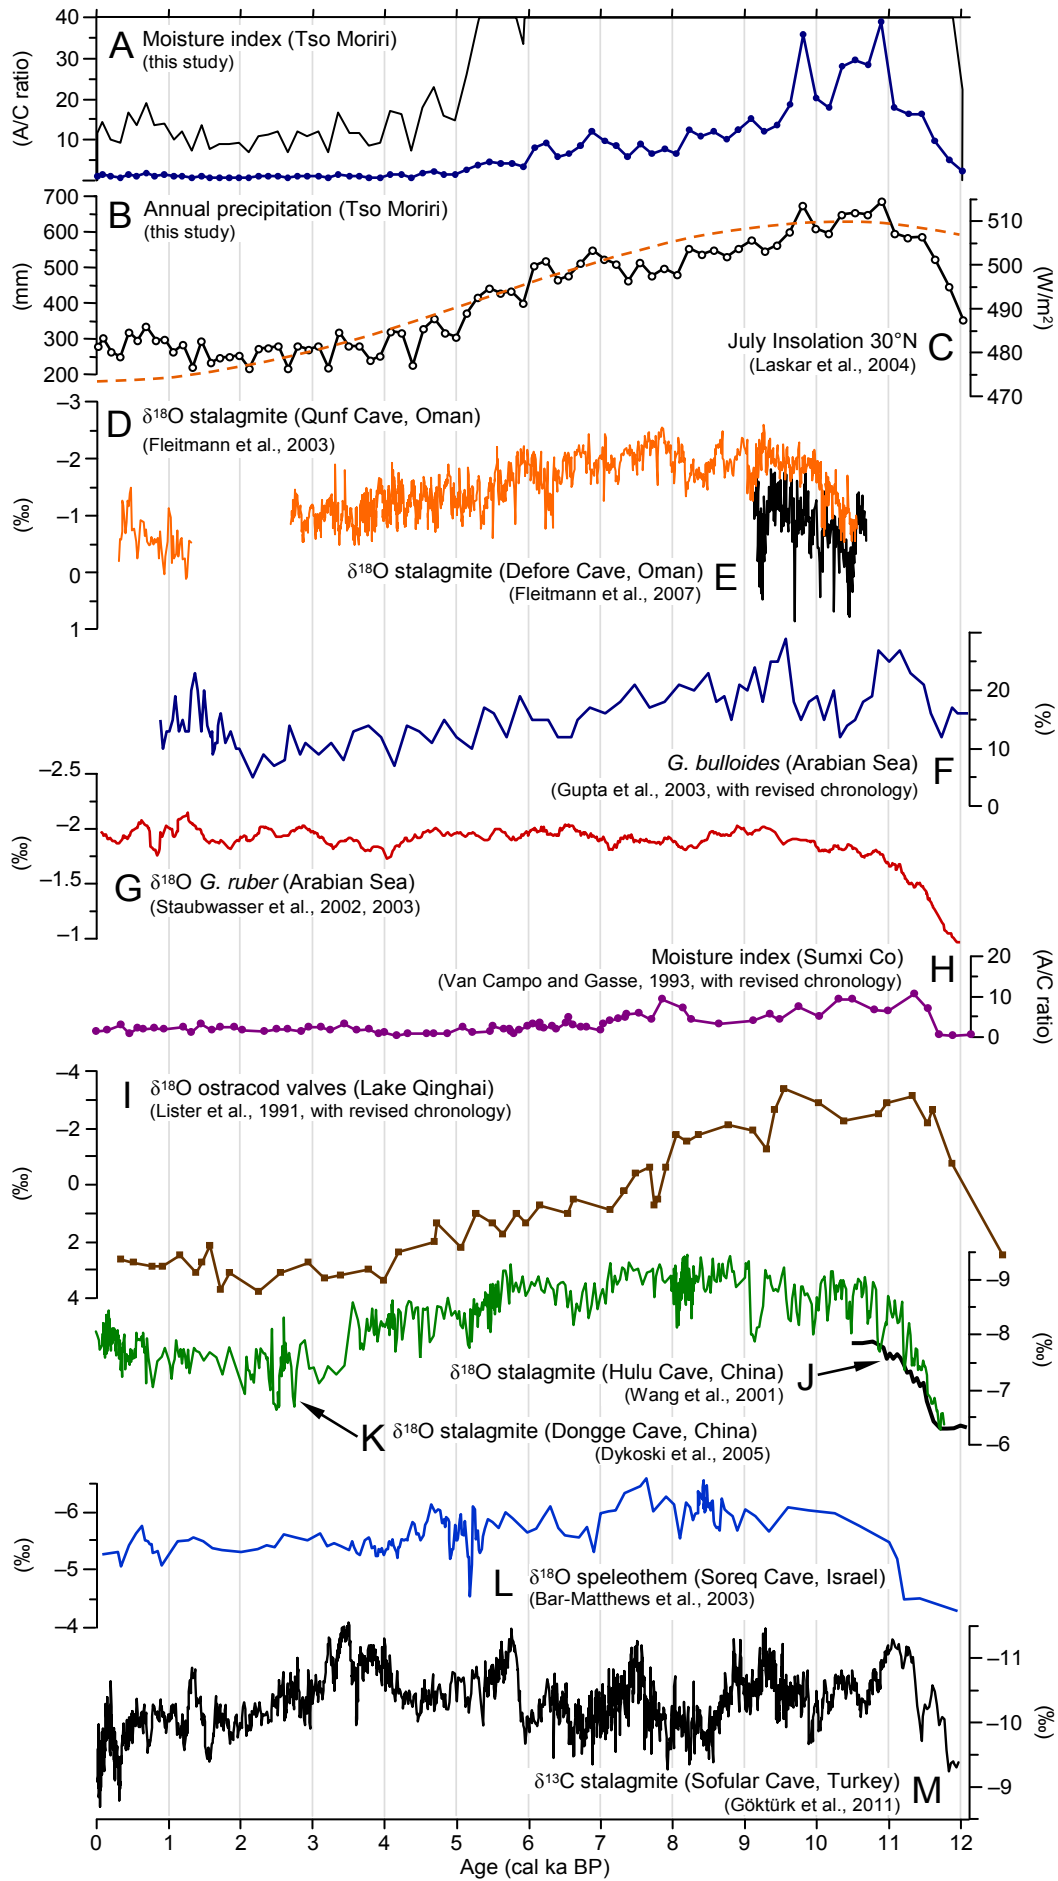 40
30
20
10
(A/C ratio)
A Moisture index (Tso Moriri)
(this study)
700
600
500
400
300
200
(mm)
B Annual precipitation (Tso Moriri)
(this study)
510
500
490
480
470
(W/m²)
July Insolation 30°N C
(Laskar et al., 2004)
–3
–2
–1
0
1
(‰)
D δ¹⁸O stalagmite (Qunf Cave, Oman)
(Fleitmann et al., 2003)
δ¹⁸O stalagmite (Defore Cave, Oman) E
(Fleitmann et al., 2007)
20
10
0
(%)
G. bulloides (Arabian Sea) F
(Gupta et al., 2003, with revised chronology)
–2.5
–2
–1.5
–1
(‰)
G δ¹⁸O G. ruber (Arabian Sea)
(Staubwasser et al., 2002, 2003)
Moisture index (Sumxi Co) H
(Van Campo and Gasse, 1993, with revised chronology)
20
10
0
(A/C ratio)
–4
–2
0
2
4
(‰)
I δ¹⁸O ostracod valves (Lake Qinghai)
(Lister et al., 1991, with revised chronology)
–9
–8
–7
–6
(‰)
δ¹⁸O stalagmite (Hulu Cave, China) J
(Wang et al., 2001)
K δ¹⁸O stalagmite (Dongge Cave, China)
(Dykoski et al., 2005)
–6
–5
–4
(‰)
L δ¹⁸O speleothem (Soreq Cave, Israel)
(Bar-Matthews et al., 2003)
–11
–10
–9
(‰)
δ¹³C stalagmite (Sofular Cave, Turkey) M
(Göktürk et al., 2011)
0 1 2 3 4 5 6 7 8 9 10 11 12
Age (cal ka BP)